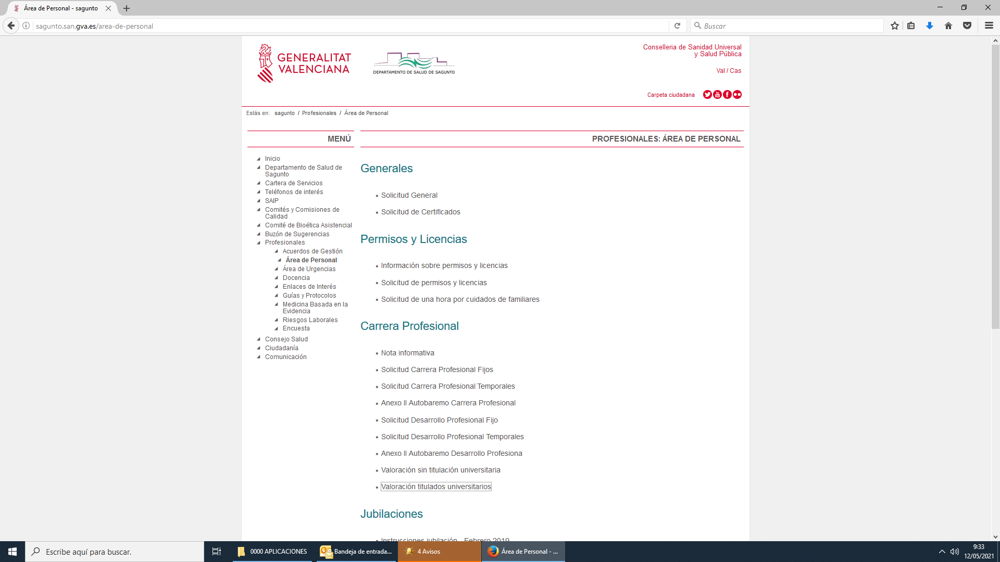 Área de Personal - sagunto
sagunto.san.gva.es/area-de-personal
Buscar
GENERALITAT
VALENCIANA
DEPARTAMENTO DE SALUD DE SAGUNTO
Conselleria de Sanidad Universal
y Salud Pública
Val / Cas
Carpeta ciudadana
Estás en: sagunto / Profesionales / Área de Personal
MENÚ
Inicio
Departamento de Salud de
Sagunto
Cartera de Servicios
Teléfonos de interés
SAIP
Comités y Comisiones de
Calidad
Comité de Bioética Asistencial
Buzón de Sugerencias
Profesionales
Acuerdos de Gestión
Área de Personal
Área de Urgencias
Docencia
Enlaces de Interés
Guías y Protocolos
Medicina Basada en la
Evidencia
Riesgos Laborales
Encuesta
Consejo Salud
Ciudadanía
Comunicación
PROFESIONALES: ÁREA DE PERSONAL
Generales
Solicitud General
Solicitud de Certificados
Permisos y Licencias
Información sobre permisos y licencias
Solicitud de permisos y licencias
Solicitud de una hora por cuidados de familiares
Carrera Profesional
Nota informativa
Solicitud Carrera Profesional Fijos
Solicitud Carrera Profesional Temporales
Anexo II Autobaremo Carrera Profesional
Solicitud Desarrollo Profesional Fijo
Solicitud Desarrollo Profesional Temporales
Anexo II Autobaremo Desarrollo Profesiona
Valoración sin titulación universitaria
Valoración titulados universitarios
Jubilaciones
Instrucciones jubilación - Febrero 2019
Escribe aquí para buscar.
0000 APLICACIONES
Bandeja de entrada...
4 Avisos
Área de Personal - ...
9:33
12/05/2021